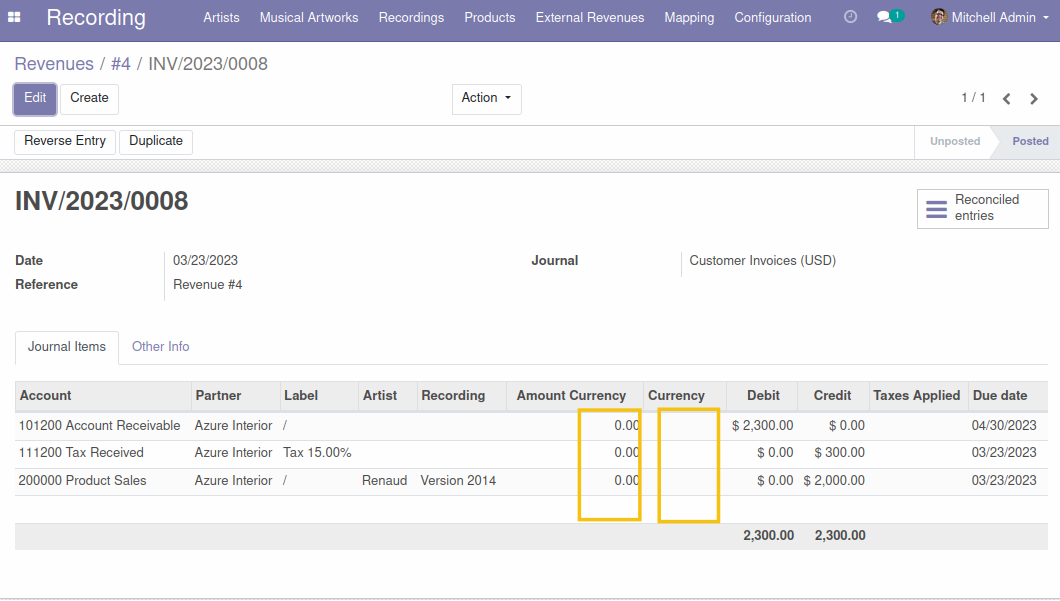 Recording Artists Musical Artworks Recordings Products External Revenues Mapping Configuration 1 Mitchell Admin
Revenues / #4 / INV/2023/0008
Edit Create Action 1 / 1
Reverse Entry Duplicate Unposted Posted
INV/2023/0008
Reconciled
entries
Date 03/23/2023 Journal Customer Invoices (USD)
Reference Revenue #4
Journal Items Other Info
Account Partner Label Artist Recording Amount Currency Currency Debit Credit Taxes Applied Due date
101200 Account Receivable Azure Interior / 0.00 $ 2,300.00 $ 0.00 04/30/2023
111200 Tax Received Azure Interior Tax 15.00% 0.00 $ 0.00 $ 300.00 03/23/2023
200000 Product Sales Azure Interior / Renaud Version 2014 0.00 $ 0.00 $ 2,000.00 03/23/2023
2,300.00 2,300.00